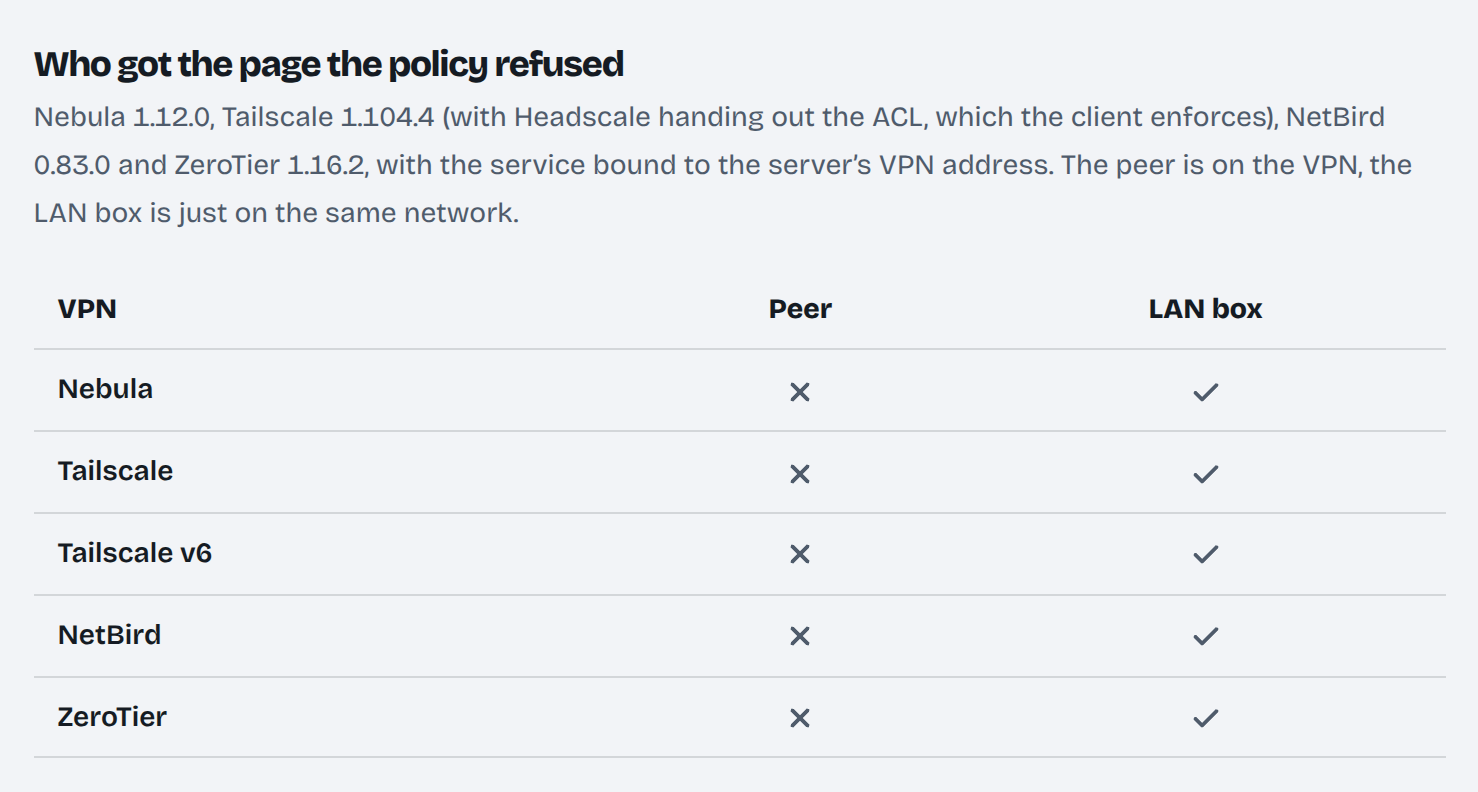 Who got the page the policy refused
Nebula 1.12.0, Tailscale 1.104.4 (with Headscale handing out the ACL, which the client enforces), NetBird
0.83.0 and ZeroTier 1.16.2, with the service bound to the server’s VPN address. The peer is on the VPN, the
LAN box is just on the same network.
VPN Peer LAN box
Nebula ✕ ✓
Tailscale ✕ ✓
Tailscale v6 ✕ ✓
NetBird ✕ ✓
ZeroTier ✕ ✓